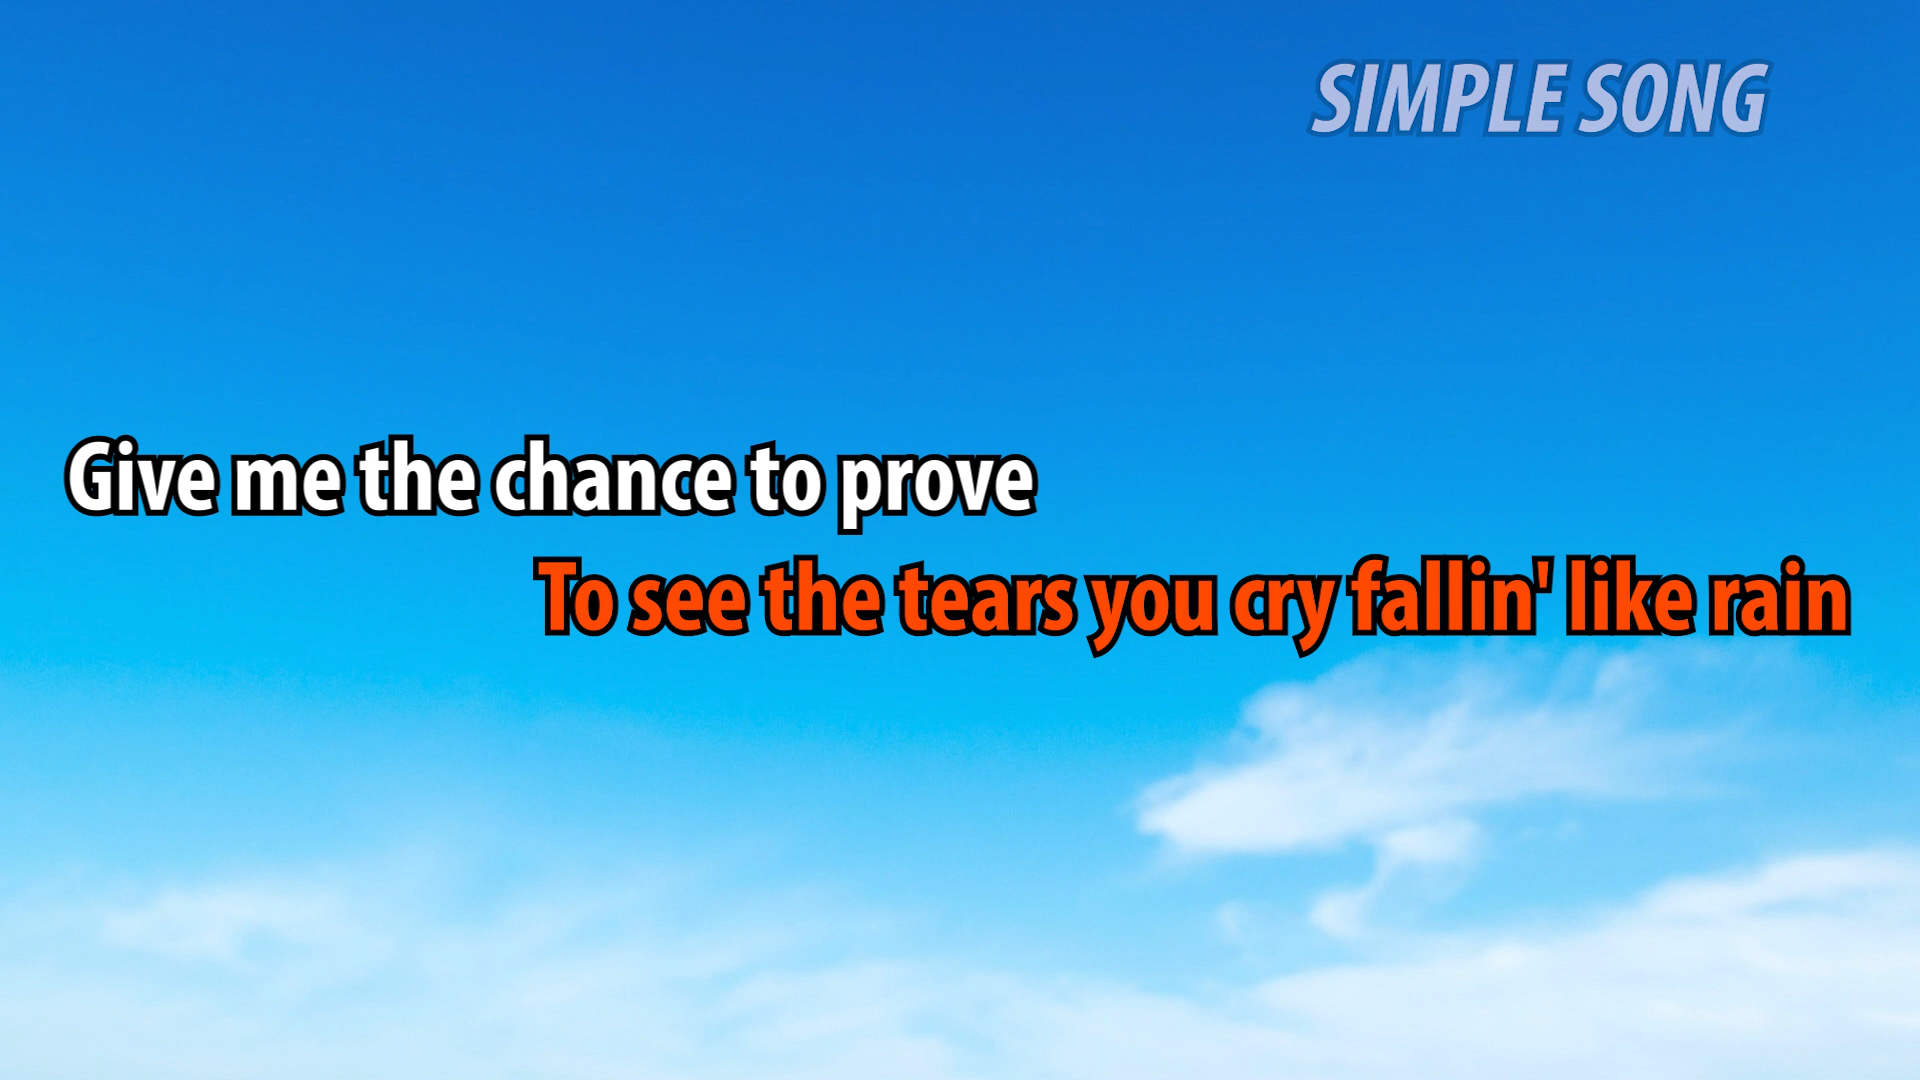 SIMPLE SONG
Give me the chance to prove
To see the tears you cry fallin' like rain